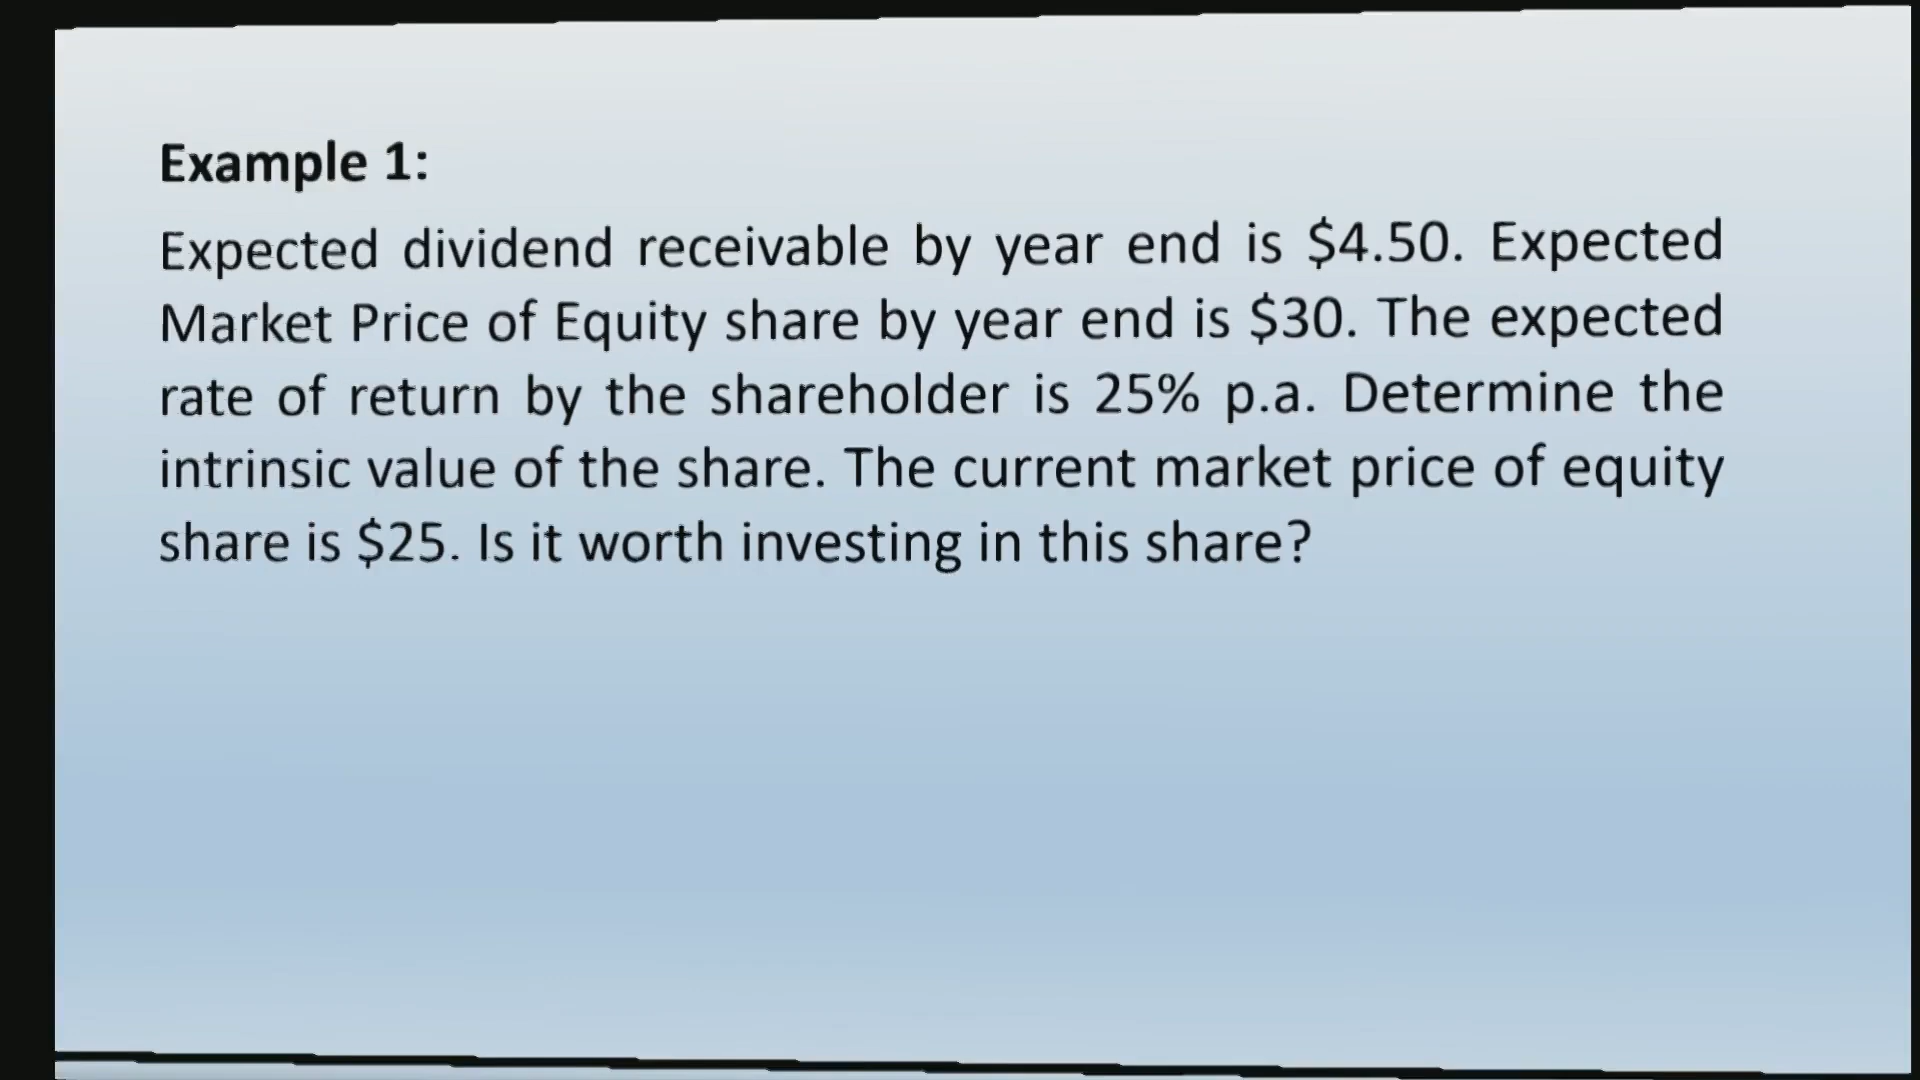 Example 1:
Expected dividend receivable by year end is $4.50. Expected
Market Price of Equity share by year end is $30. The expected
rate of return by the shareholder is 25% p.a. Determine the
intrinsic value of the share. The current market price of equity
share is $25. Is it worth investing in this share?